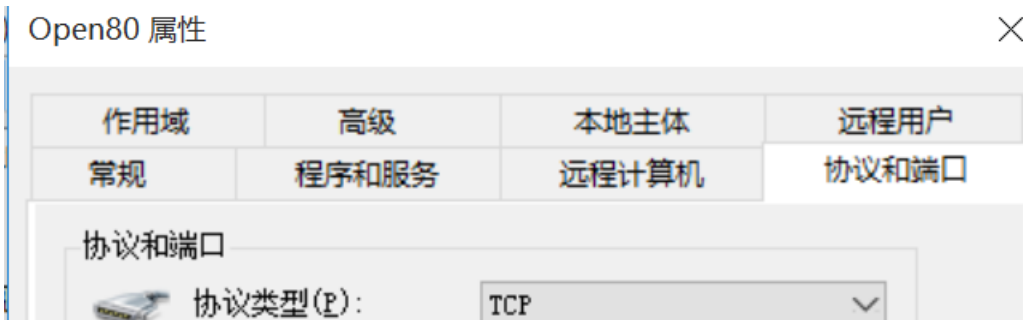 Open80 属性
作用域 高级 本地主体 远程用户
常规 程序和服务 远程计算机 协议和端口
协议和端口
协议类型(P): TCP